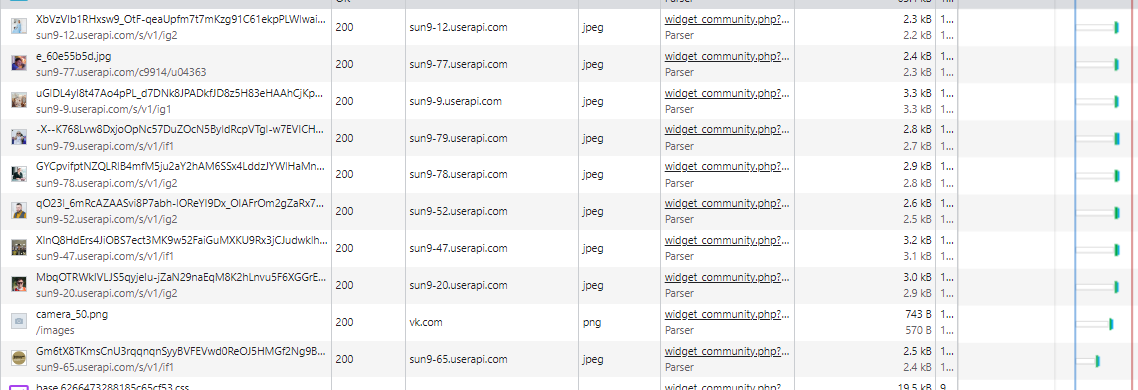 XbVzVIb1RHxsw9_OtF-qeaUpfm7t7mKzg91C61ekpPLWlwai...
sun9-12.userapi.com/s/v1/ig2
200
sun9-12.userapi.com
jpeg
widget_community.php?...
Parser
2.3 kB
2.2 kB
1...
e_60e55b5d.jpg
sun9-77.userapi.com/c9914/u04363
200
sun9-77.userapi.com
jpeg
widget_community.php?...
Parser
2.4 kB
2.3 kB
1...
uGlDL4yI8t47Ao4pPL_d7DNk8JPADkfJD8z5H83eHAAhCjKp...
sun9-9.userapi.com/s/v1/ig1
200
sun9-9.userapi.com
jpeg
widget_community.php?...
Parser
3.3 kB
3.3 kB
1...
-X--K768Lvw8DxjoOpNc57DuZOcN5ByIdRcpVTgI-w7EVICH...
sun9-79.userapi.com/s/v1/if1
200
sun9-79.userapi.com
jpeg
widget_community.php?...
Parser
2.8 kB
2.7 kB
1...
GYCpvifptNZQLRlB4mfM5ju2aY2hAM6SSx4LddzJYWlHaMn...
sun9-78.userapi.com/s/v1/ig2
200
sun9-78.userapi.com
jpeg
widget_community.php?...
Parser
2.9 kB
2.8 kB
1...
qO23l_6mRcAZAASvi8P7abh-IOReYI9Dx_OIAFrOm2gZaRx7...
sun9-52.userapi.com/s/v1/ig2
200
sun9-52.userapi.com
jpeg
widget_community.php?...
Parser
2.6 kB
2.5 kB
1...
XlnQ8HdErs4JiOBS7ect3MK9w52FaiGuMXKU9Rx3jCJudwklh...
sun9-47.userapi.com/s/v1/if1
200
sun9-47.userapi.com
jpeg
widget_community.php?...
Parser
3.2 kB
3.1 kB
1...
MbqOTRWkIVLJS5qyjelu-jZaN29naEqM8K2hLnvu5F6XGGrE...
sun9-20.userapi.com/s/v1/ig2
200
sun9-20.userapi.com
jpeg
widget_community.php?...
Parser
3.0 kB
2.9 kB
1...
camera_50.png
/images
200
vk.com
png
widget_community.php?...
Parser
743 B
570 B
1...
Gm6tX8TKmsCnU3rqqnqnSyyBVFEVwd0ReOJ5HMGf2Ng9B...
sun9-65.userapi.com/s/v1/if1
200
sun9-65.userapi.com
jpeg
widget_community.php?...
Parser
2.5 kB
2.4 kB
1...
base.6266473288185c65cf53.css
widget_community.php?...
19.5 kB
9...